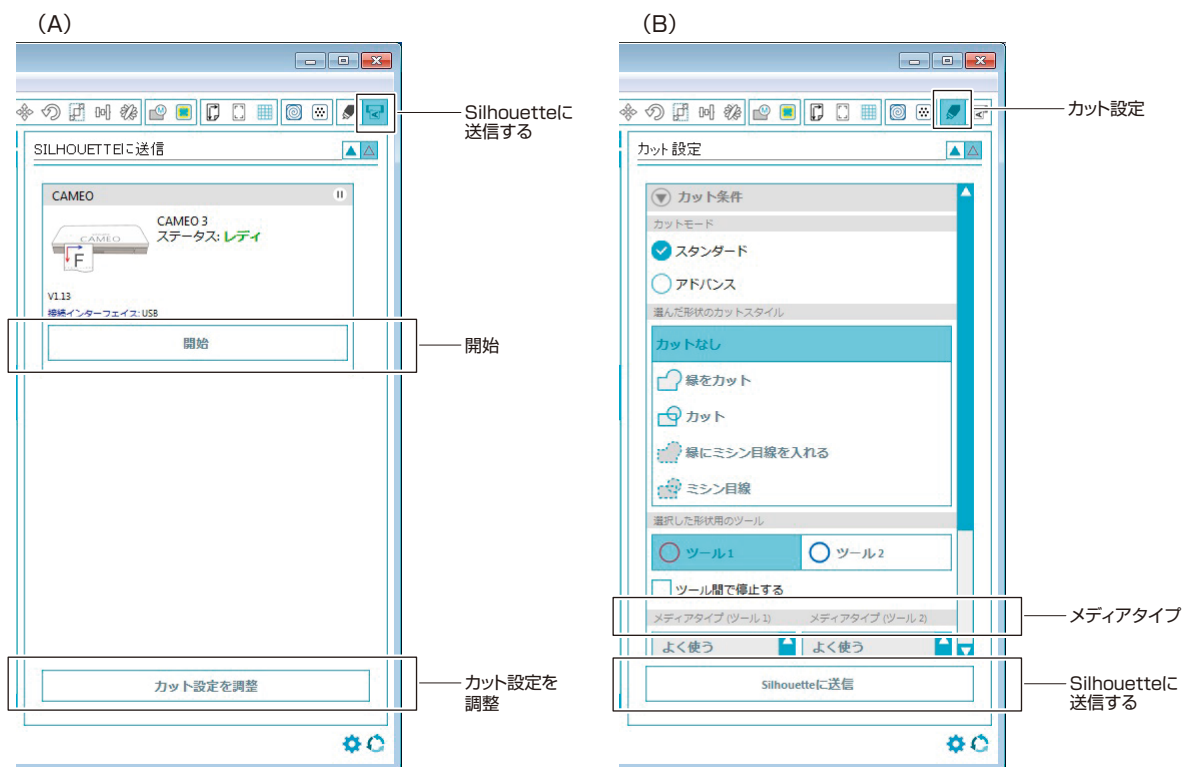 (A)
Silhouetteに
送信する
SILHOUETTEに送信
CAMEO
CAMEO 3
ステータス: レディ
CAMEO
F
V1.13
接続インターフェイス: USB
開始
開始
カット設定を調整
カット設定を
調整
(B)
カット設定
カット設定
カット条件
カットモード
スタンダード
アドバンス
選んだ形状のカットスタイル
カットなし
縁をカット
カット
縁にミシン目線を入れる
ミシン目線
選択した形状用のツール
ツール 1
ツール 2
ツール間で停止する
メディアタイプ (ツール 1)
メディアタイプ (ツール 2)
メディアタイプ
よく使う
よく使う
Silhouetteに送信
Silhouetteに
送信する